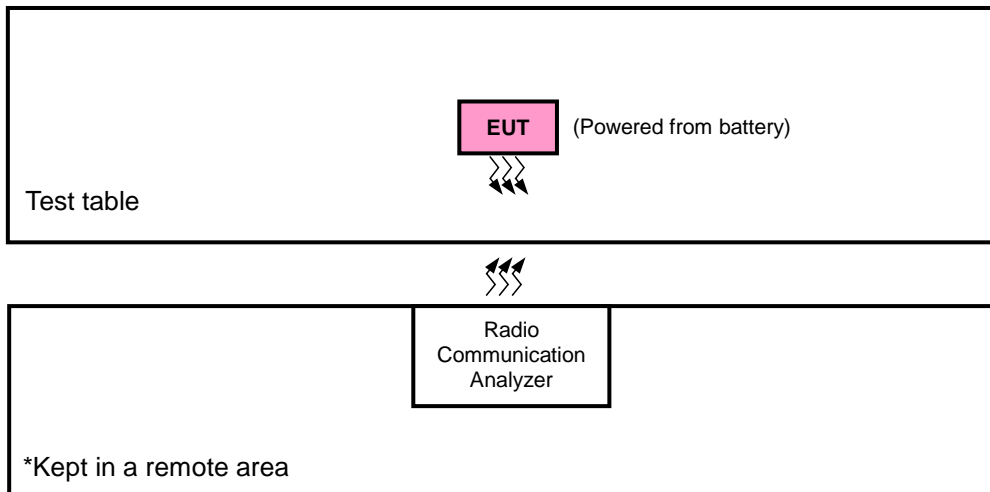 EUT
(Powered from battery)
Test table
Radio
Communication
Analyzer
*Kept in a remote area